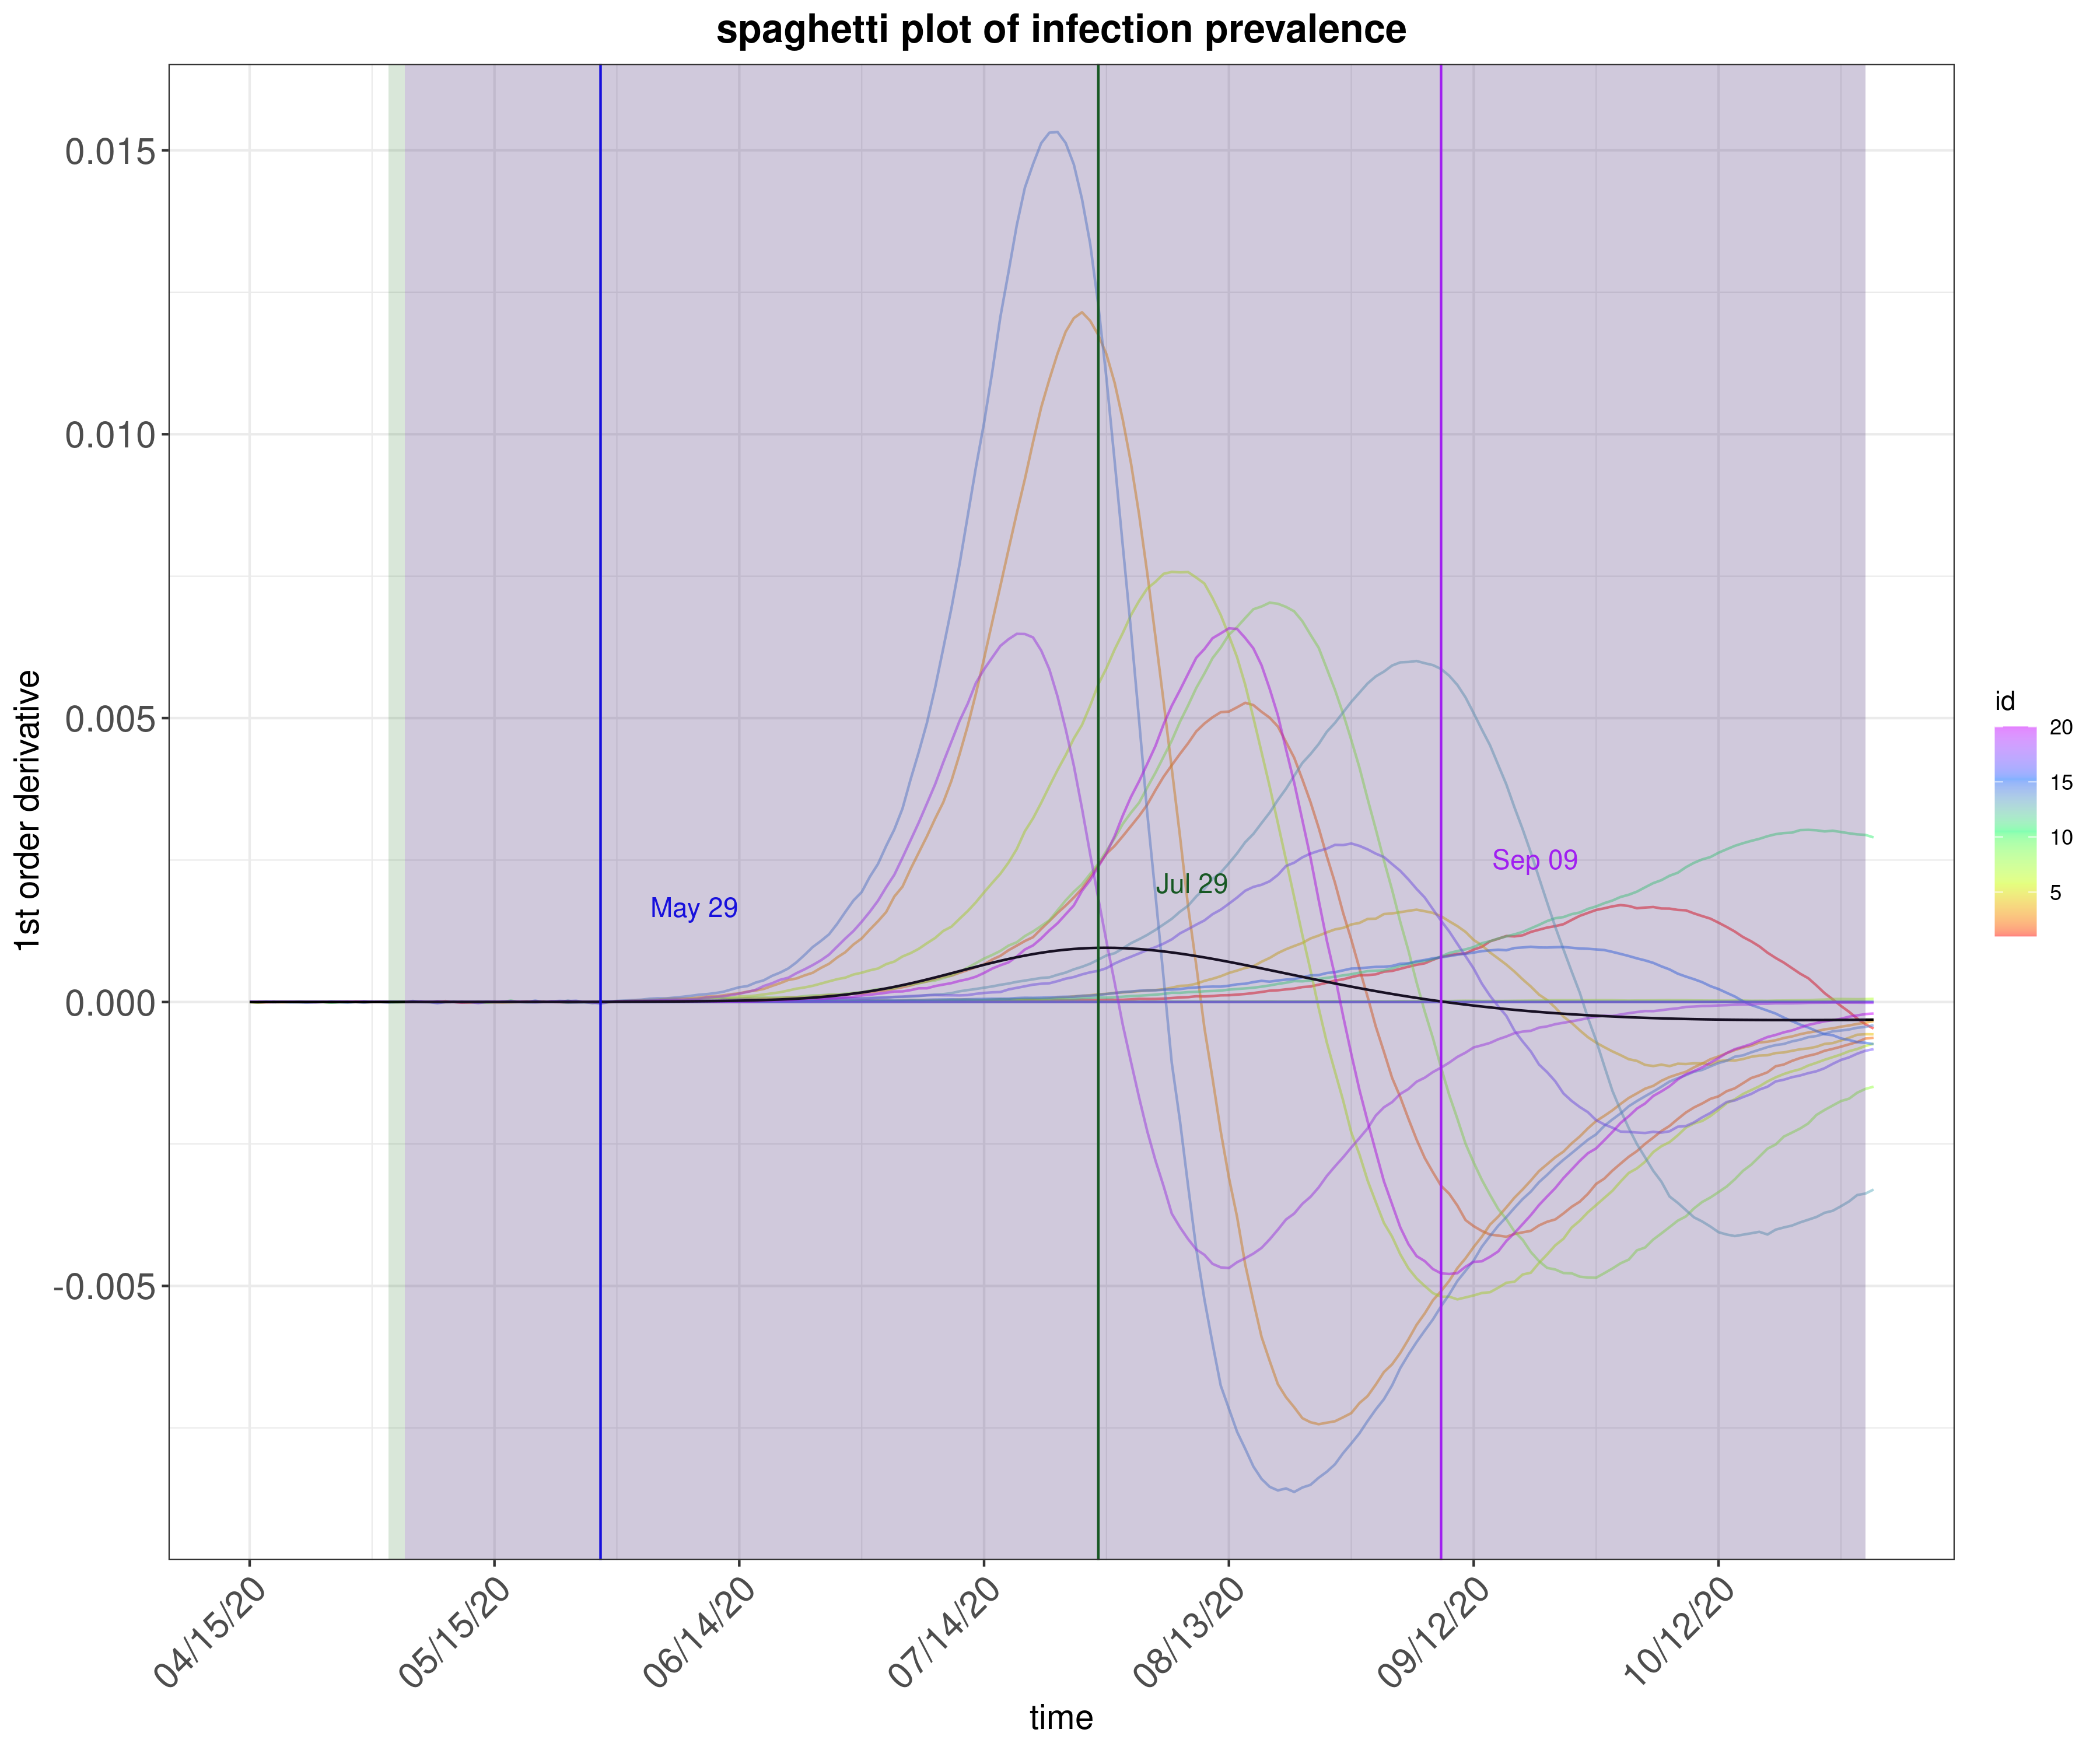 spaghetti plot of infection prevalence
1st order derivative
0.015
0.010
0.005
0.000
-0.005
May 29
Jul 29
Sep 09
04/15/20
05/15/20
06/14/20
07/14/20
08/13/20
09/12/20
10/12/20
time
id
20
15
10
5